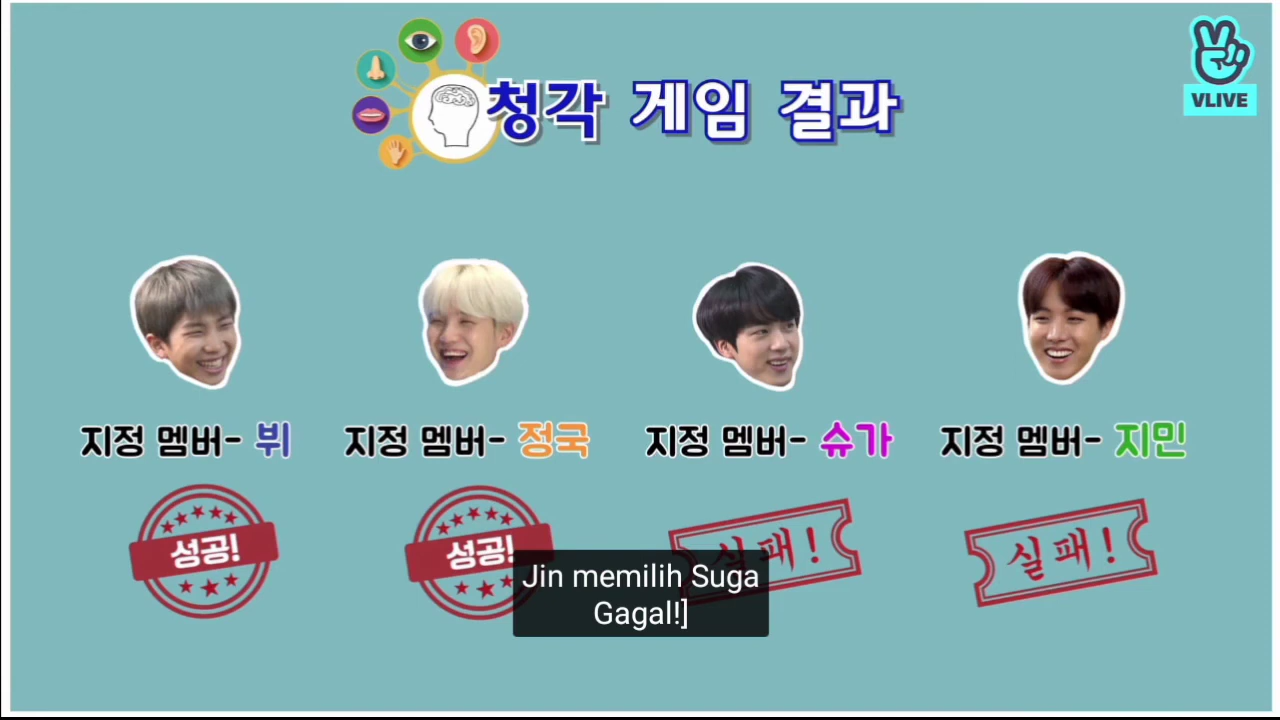 VLIVE
청각 게임 결과
지정 멤버- 뷔
지정 멤버- 정국
지정 멤버- 슈가
지정 멤버- 지민
성공!
성공!
실패!
실패!
Jin memilih Suga
Gagal!]